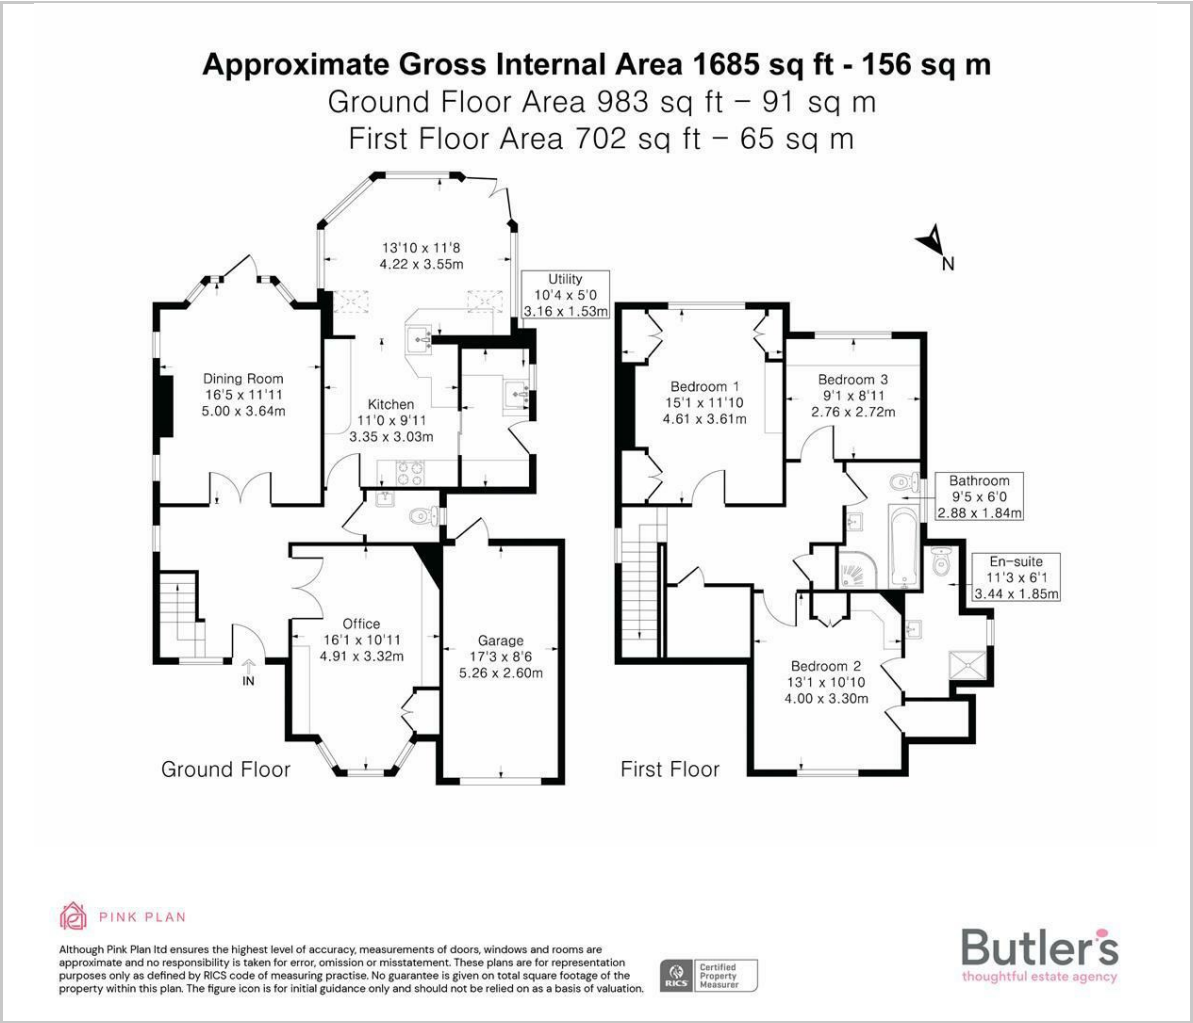 Approximate Gross Internal Area 1685 sq ft - 156 sq m
Ground Floor Area 983 sq ft – 91 sq m
First Floor Area 702 sq ft – 65 sq m
13'10 x 11'8
4.22 x 3.55m
Utility
10'4 x 5'0
3.16 x 1.53m
N
Dining Room
16'5 x 11'11
5.00 x 3.64m
Kitchen
11'0 x 9'11
3.35 x 3.03m
Bedroom 1
15'1 x 11'10
4.61 x 3.61m
Bedroom 3
9'1 x 8'11
2.76 x 2.72m
Bathroom
9'5 x 6'0
2.88 x 1.84m
En-suite
11'3 x 6'1
3.44 x 1.85m
Office
16'1 x 10'11
4.91 x 3.32m
Garage
17'3 x 8'6
5.26 x 2.60m
Bedroom 2
13'1 x 10'10
4.00 x 3.30m
IN
Ground Floor
First Floor
PINK PLAN
Although Pink Plan ltd ensures the highest level of accuracy, measurements of doors, windows and rooms are
approximate and no responsibility is taken for error, omission or misstatement. These plans are for representation
purposes only as defined by RICS code of measuring practise. No guarantee is given on total square footage of the
property within this plan. The figure icon is for initial guidance only and should not be relied on as a basis of valuation.
RICS
Certified
Property
Measurer
Butler's
thoughtful estate agency